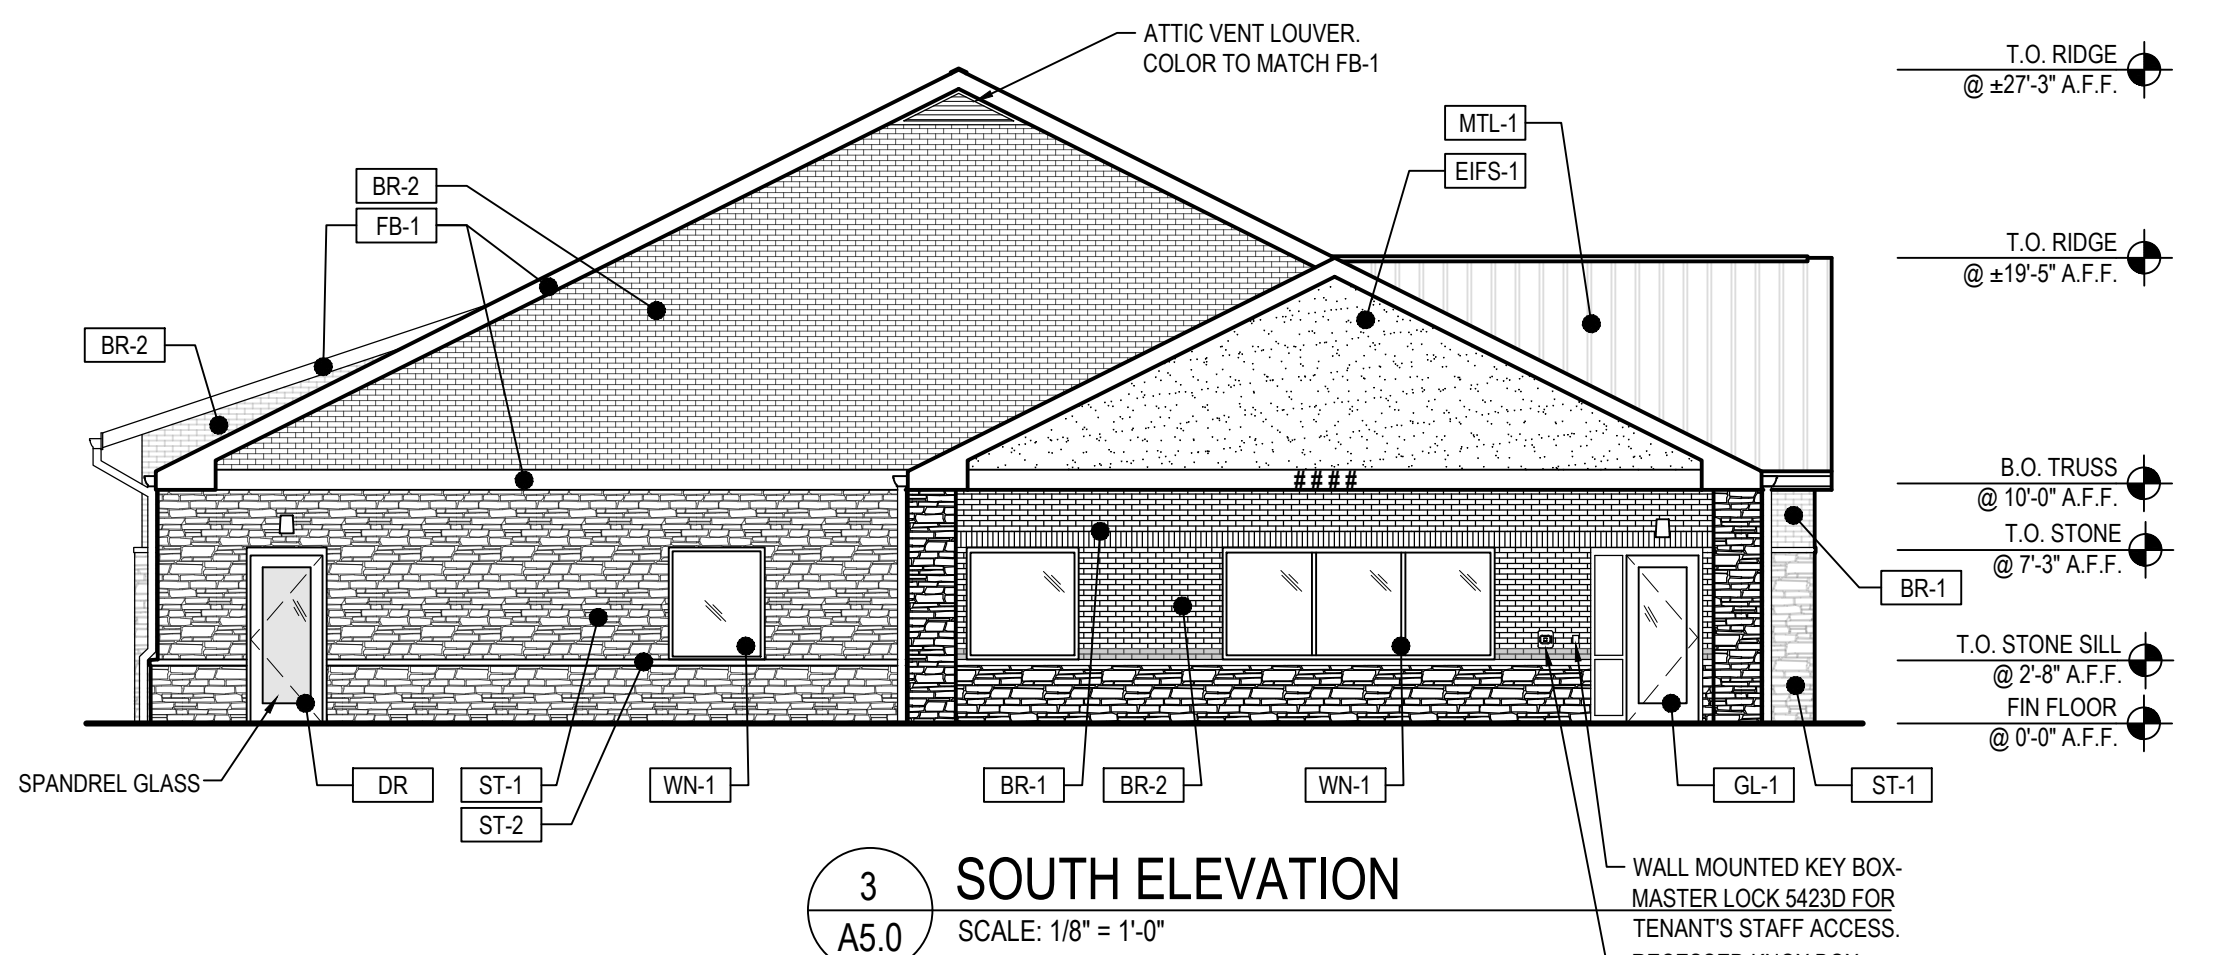 ATTIC VENT LOUVER.
COLOR TO MATCH FB-1
T.O. RIDGE
@ ±27'-3" A.F.F.
MTL-1
EIFS-1
BR-2
FB-1
T.O. RIDGE
@ ±19'-5" A.F.F.
BR-2
####
B.O. TRUSS
@ 10'-0" A.F.F.
T.O. STONE
@ 7'-3" A.F.F.
BR-1
T.O. STONE SILL
@ 2'-8" A.F.F.
FIN FLOOR
@ 0'-0" A.F.F.
SPANDREL GLASS
DR
ST-1
ST-2
WN-1
BR-1
BR-2
WN-1
GL-1
ST-1
3
A5.0
SOUTH ELEVATION
SCALE: 1/8" = 1'-0"
WALL MOUNTED KEY BOX-
MASTER LOCK 5423D FOR
TENANT'S STAFF ACCESS.